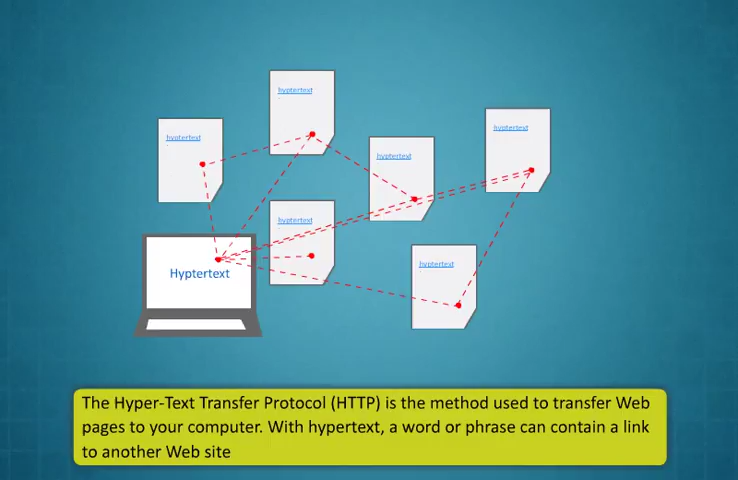 hyptertext
hyptertext
hyptertext
hyptertext
hyptertext
hyptertext
Hyptertext
The Hyper-Text Transfer Protocol (HTTP) is the method used to transfer Web
pages to your computer. With hypertext, a word or phrase can contain a link
to another Web site